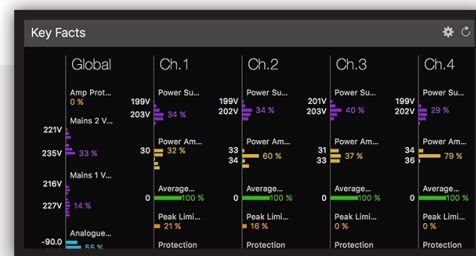 Key Facts
Global Ch.1 Ch.2 Ch.3 Ch.4
Amp Prot... Power Su... Power Su... Power Su... Power Su...
0 % 199V 199V 201V 199V
203V 34 % 202V 34 % 203V 40 % 202V 29 %
Mains 2 V...
221V
Power Am... Power Am... Power Am... Power Am...
235V 33 % 30 32 % 33 60 % 31 37 % 34 79 %
34 33 36
Mains 1 V...
216V
Average... Average... Average... Average...
227V 14 % 0 100 % 0 100 % 0 100 % 0 100 %
Peak Limi... Peak Limi... Peak Limi... Peak Limi...
Analogue... 21 % 16 % 0 % 0 %
-90.0 55 % Protection Protection Protection Protection